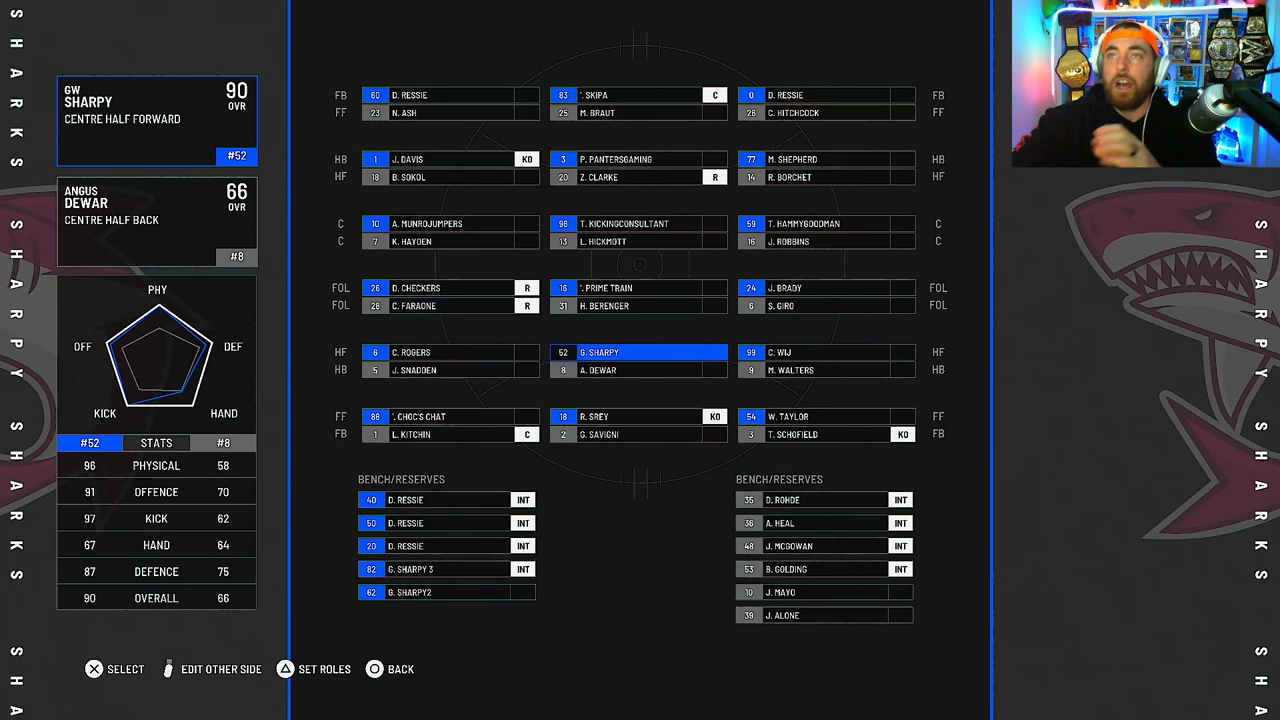 SHARKS SHARPY SHARKS SHA
GW
SHARPY
90
OVR
CENTRE HALF FORWARD
#52
ANGUS
DEWAR
66
OVR
CENTRE HALF BACK
#8
PHY
OFF
DEF
KICK
HAND
#52 STATS #8
96 PHYSICAL 58
91 OFFENCE 70
97 KICK 62
67 HAND 64
87 DEFENCE 75
90 OVERALL 66
FB 60 D. RESSIE 83 '. SKIPA C 0 D. RESSIE FB
FF 23 N. ASH 25 M. BRAUT 26 C. HITCHCOCK FF
HB 1 J. DAVIS KO 3 P. PANTERSGAMING 77 M. SHEPHERD HB
HF 18 B. SOKOL 20 Z. CLARKE R 14 R. BORCHET HF
C 10 A. MUNROJUMPERS 98 T. KICKINGCONSULTANT 59 T. HAMMYGOODMAN C
C 7 K. HAYDEN 13 L. HICKMOTT 16 J. ROBBINS C
FOL 26 D. CHECKERS R 16 '. PRIME TRAIN 24 J. BRADY FOL
FOL 28 C. FARAONE R 31 H. BERENGER 6 S. GIRO FOL
HF 6 C. ROGERS 52 G. SHARPY 99 C. WIJ HF
HB 5 J. SNADDEN 8 A. DEWAR 9 M. WALTERS HB
FF 88 '. CHOC'S CHAT 18 R. SREY KO 54 W. TAYLOR FF
FB 1 L. KITCHIN C 2 G. SAVIGNI 3 T. SCHOFIELD KO FB
BENCH/RESERVES
40 D. RESSIE INT
50 D. RESSIE INT
20 D. RESSIE INT
82 G. SHARPY 3 INT
62 G. SHARPY2
BENCH/RESERVES
35 D. ROHDE INT
36 A. HEAL INT
48 J. MCGOWAN INT
53 B. GOLDING INT
10 J. MAYO
39 J. ALONE
SELECT EDIT OTHER SIDE SET ROLES BACK
SHARKS SHARPY SHARKS SHA